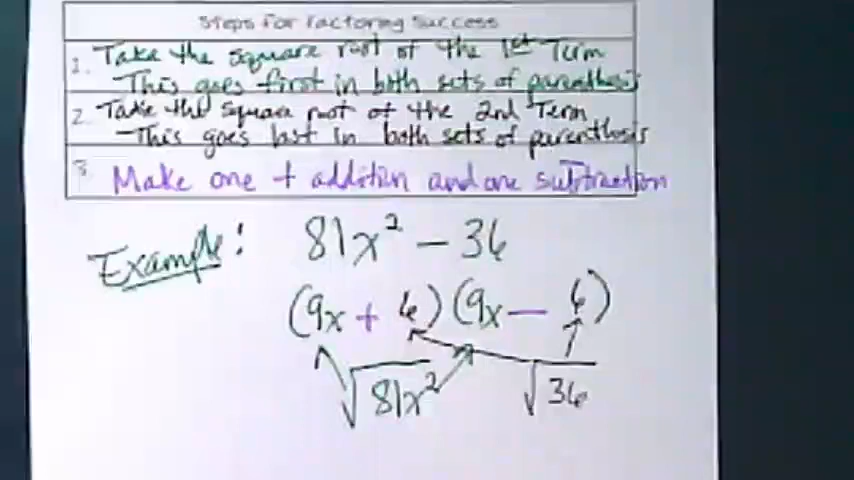 Steps for Factoring Success
1. Take the square root of the 1st Term
This goes first in both sets of parenthesis
2. Take the square root of the 2nd Term
-This goes last in both sets of parenthosis
3. Make one + addition and one subtraction
Example: 81x² - 36
(9x + 6)(9x - 6)
√81x² √36